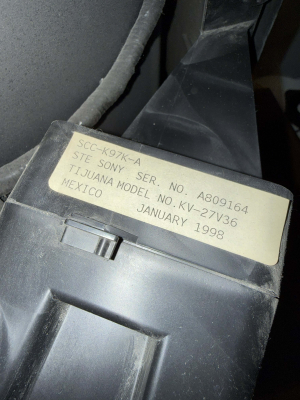 SCC-K97K-A
STE SONY SER. NO. A809164
TIJUANA MODEL NO. KV-27V36
MEXICO JANUARY 1998